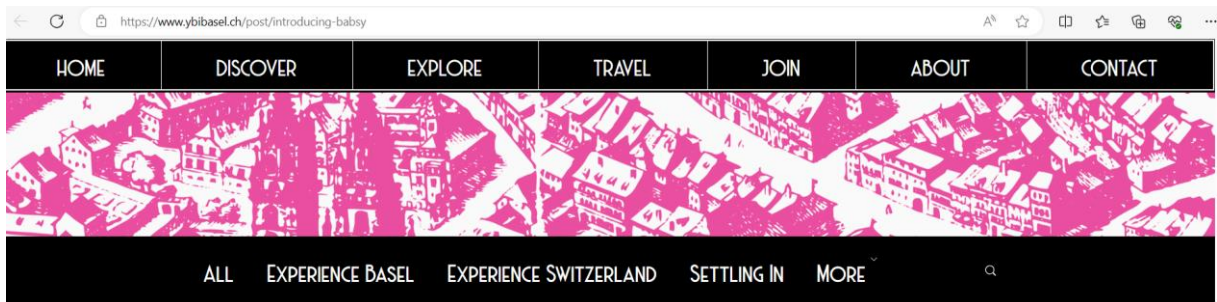 https://www.ybibasel.ch/post/introducing-babsy
HOME DISCOVER EXPLORE TRAVEL JOIN ABOUT CONTACT
ALL EXPERIENCE BASEL EXPERIENCE SWITZERLAND SETTLING IN MORE